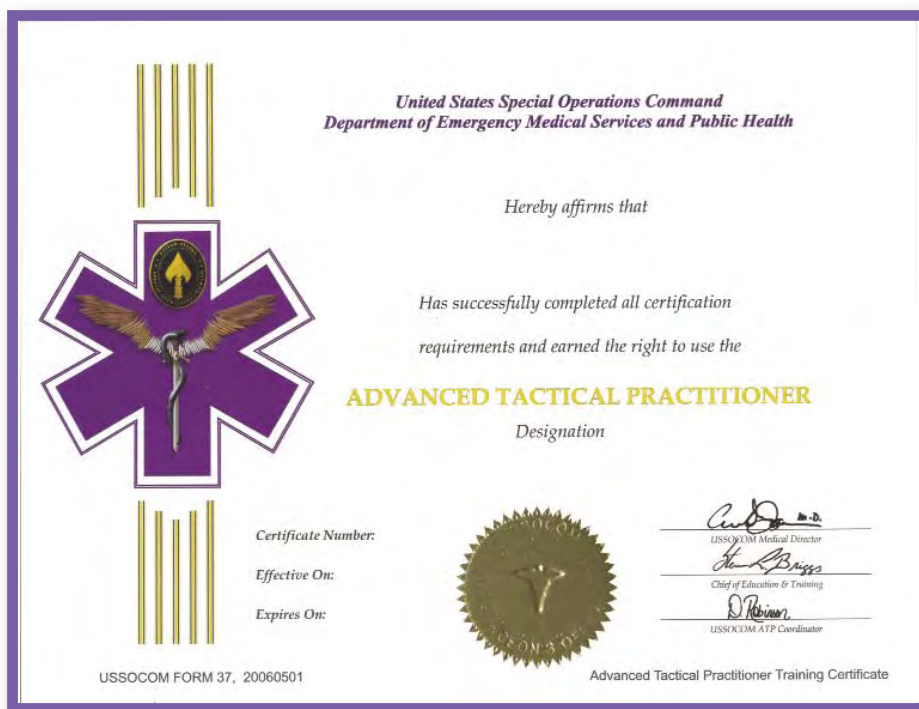 United States Special Operations Command
Department of Emergency Medical Services and Public Health
Hereby affirms that
Has successfully completed all certification
requirements and earned the right to use the
ADVANCED TACTICAL PRACTITIONER
Designation
Certificate Number:
Effective On:
Expires On:
M.D.
USSOCOM Medical Director
Briggs
Chief of Education & Training
D Robinson
USSOCOM ATP Coordinator
USSOCOM
USSOCOM FORM 37, 20060501
Advanced Tactical Practitioner Training Certificate